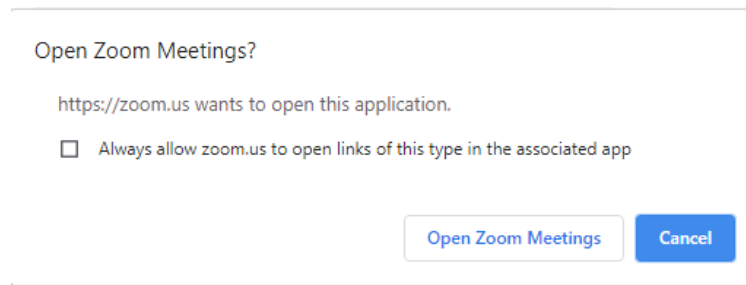 Open Zoom Meetings?
https://zoom.us wants to open this application.
Always allow zoom.us to open links of this type in the associated app
Open Zoom Meetings
Cancel